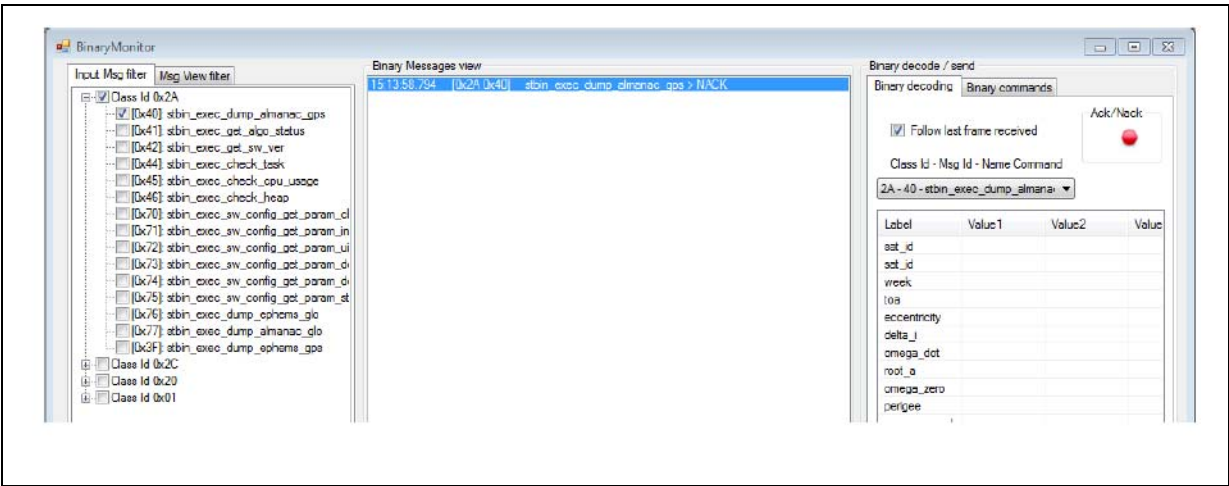 BinaryMonitor
Input Msg filter
Msg View filter
Class Id 0x2A
[0x40]: stbin_exec_dump_almanac_gps
[0x41]: stbin_exec_get_algo_status
[0x42]: stbin_exec_get_sw_ver
[0x44]: stbin_exec_check_task
[0x45]: stbin_exec_check_cpu_usage
[0x46]: stbin_exec_check_heap
[0x70]: stbin_exec_sw_config_get_param_cl
[0x71]: stbin_exec_sw_config_get_param_in
[0x72]: stbin_exec_sw_config_get_param_ui
[0x73]: stbin_exec_sw_config_get_param_d
[0x74]: stbin_exec_sw_config_get_param_d
[0x75]: stbin_exec_sw_config_get_param_st
[0x76]: stbin_exec_dump_ephems_glo
[0x77]: stbin_exec_dump_almanac_glo
[0x3F]: stbin_exec_dump_ephems_gps
Class Id 0x2C
Class Id 0x20
Class Id 0x01
Binary Messages view
15:13:58.794 [0x2A 0x40] stbin_exec_dump_almanac_gps > NACK
Binary decode / send
Binary decoding
Binary commands
Ack/Nack
Follow last frame received
Class Id - Msg Id - Name Command
2A - 40 - stbin_exec_dump_almana
Label Value1 Value2 Value
sat_id
sat_id
week
toa
eccentricity
delta_i
omega_dot
root_a
omega_zero
perigee